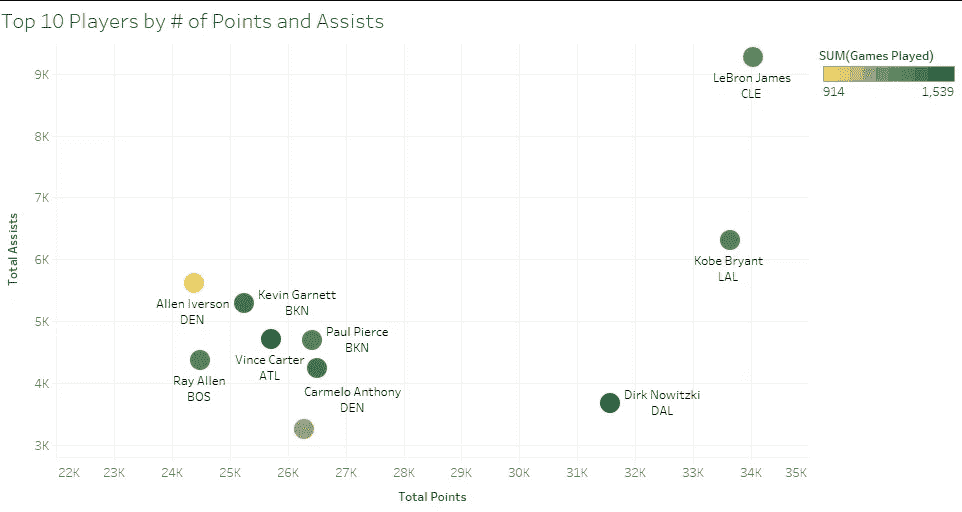 Top 10 Players by # of Points and Assists
SUM(Games Played)
914 1,539
Total Assists
9K
8K
7K
6K
5K
4K
3K
LeBron James
CLE
Kobe Bryant
LAL
Allen Iverson
DEN
Kevin Garnett
BKN
Paul Pierce
BKN
Vince Carter
ATL
Ray Allen
BOS
Carmelo Anthony
DEN
Dirk Nowitzki
DAL
22K 23K 24K 25K 26K 27K 28K 29K 30K 31K 32K 33K 34K 35K
Total Points